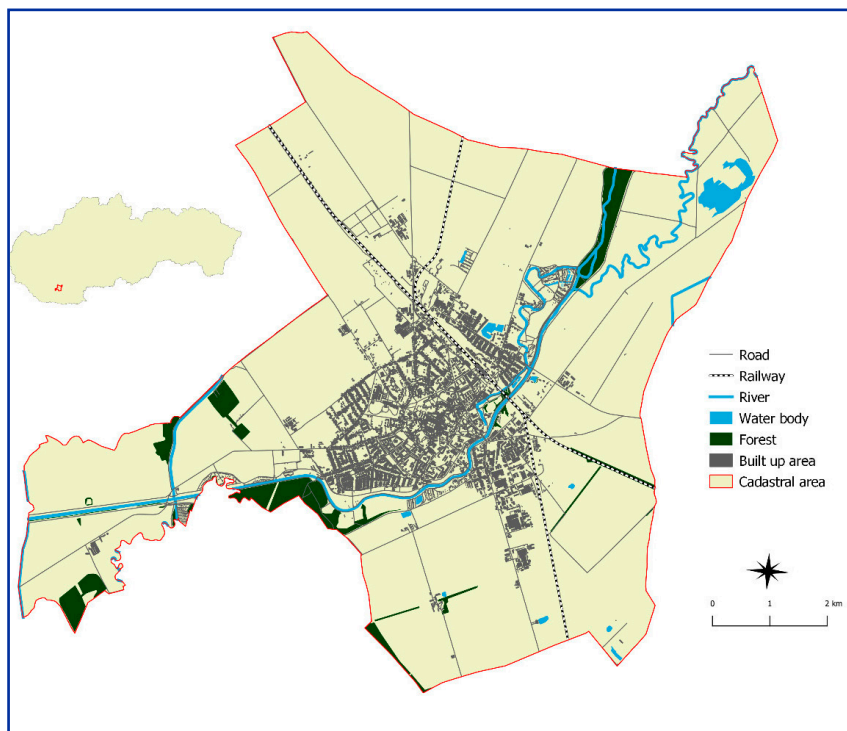 Road
Railway
River
Water body
Forest
Built up area
Cadastral area
0 1 2 km